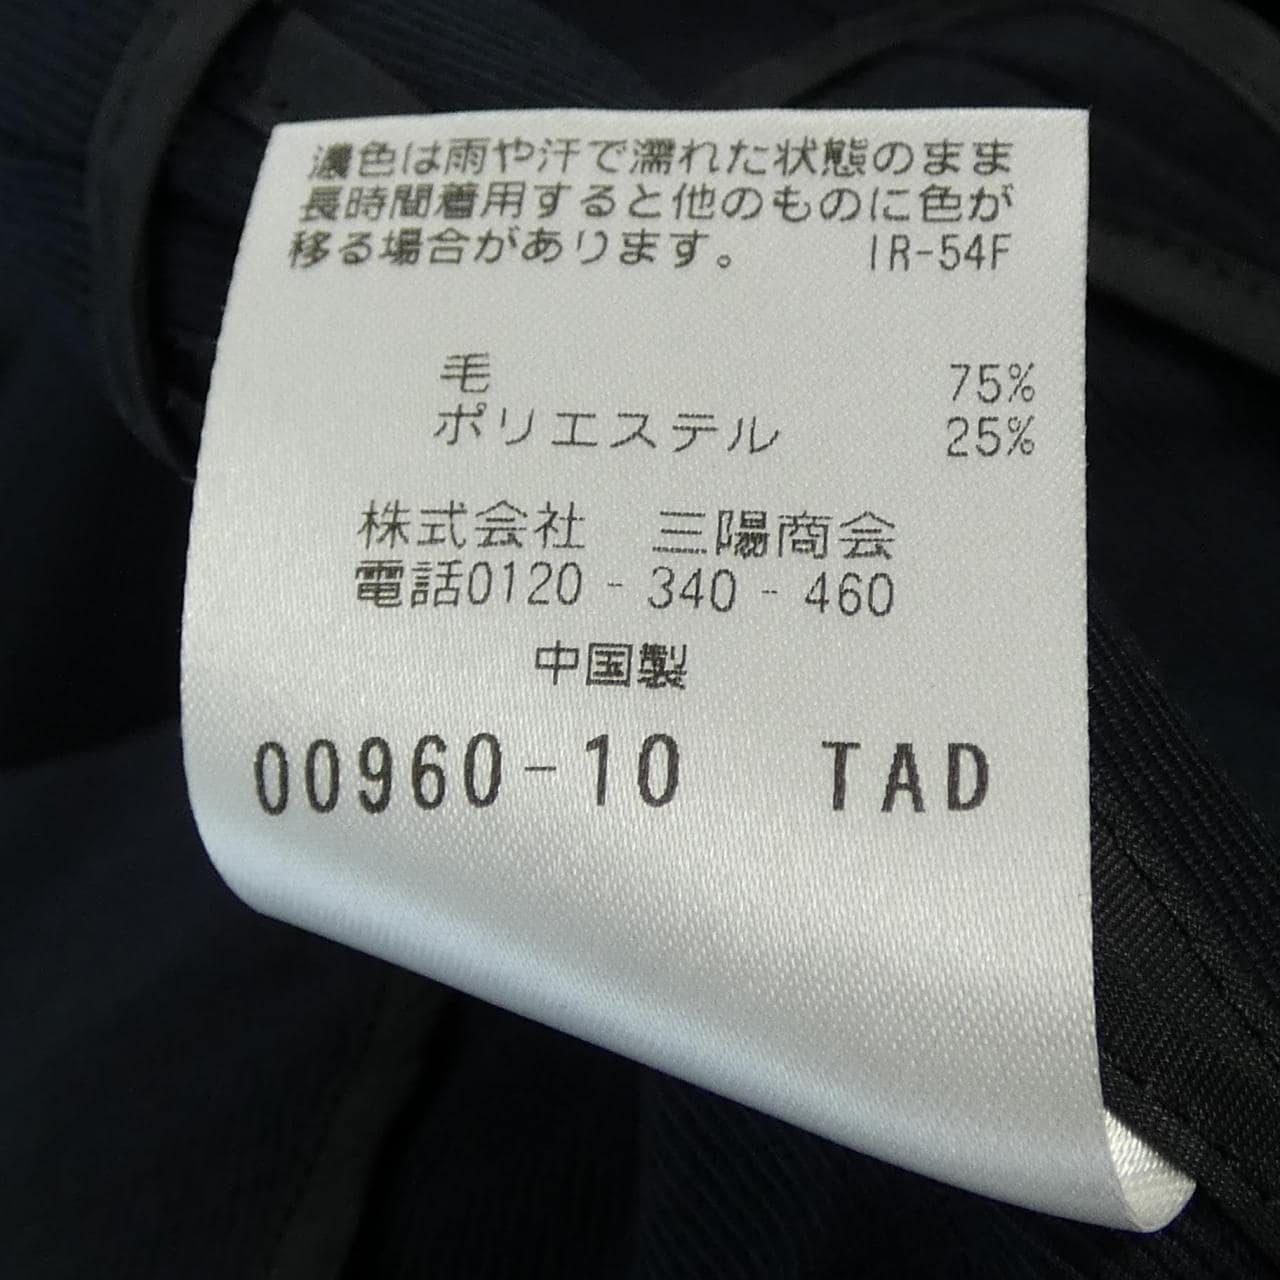 濃色は雨や汗で濡れた状態のまま
長時間着用すると他のものに色が
移る場合があります。 IR-54F
毛 75%
ポリエステル 25%
株式会社 三陽商会
電話0120-340-460
中国製
00960-10 TAD